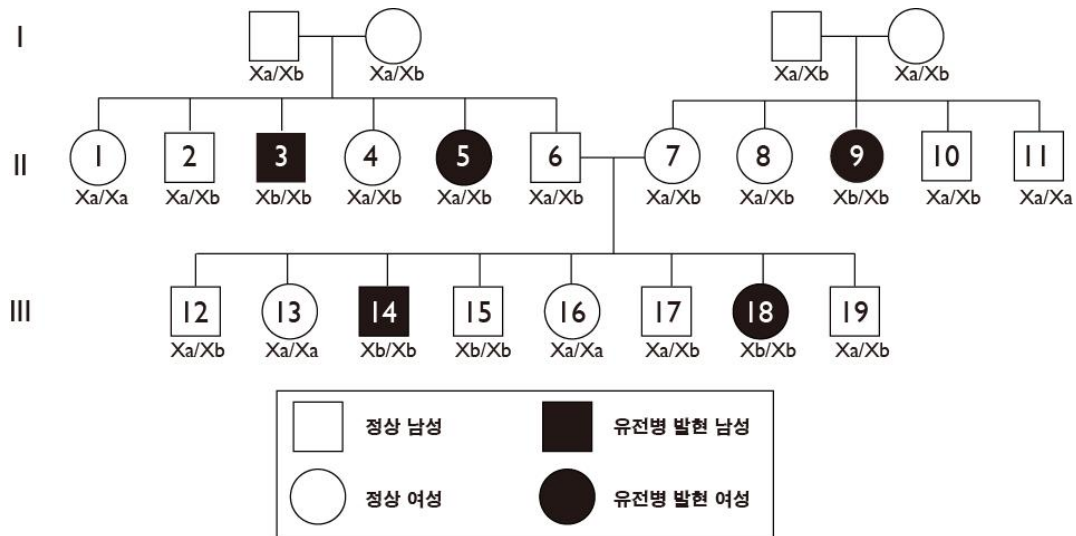 I
Xa/Xb Xa/Xb Xa/Xb Xa/Xb
II
1 2 3 4 5 6 7 8 9 10 11
Xa/Xa Xa/Xb Xb/Xb Xa/Xb Xa/Xb Xa/Xb Xa/Xb Xa/Xb Xb/Xb Xa/Xb Xa/Xa
III
12 13 14 15 16 17 18 19
Xa/Xb Xa/Xa Xb/Xb Xb/Xb Xa/Xa Xa/Xb Xb/Xb Xa/Xb
정상 남성 유전병 발현 남성
정상 여성 유전병 발현 여성